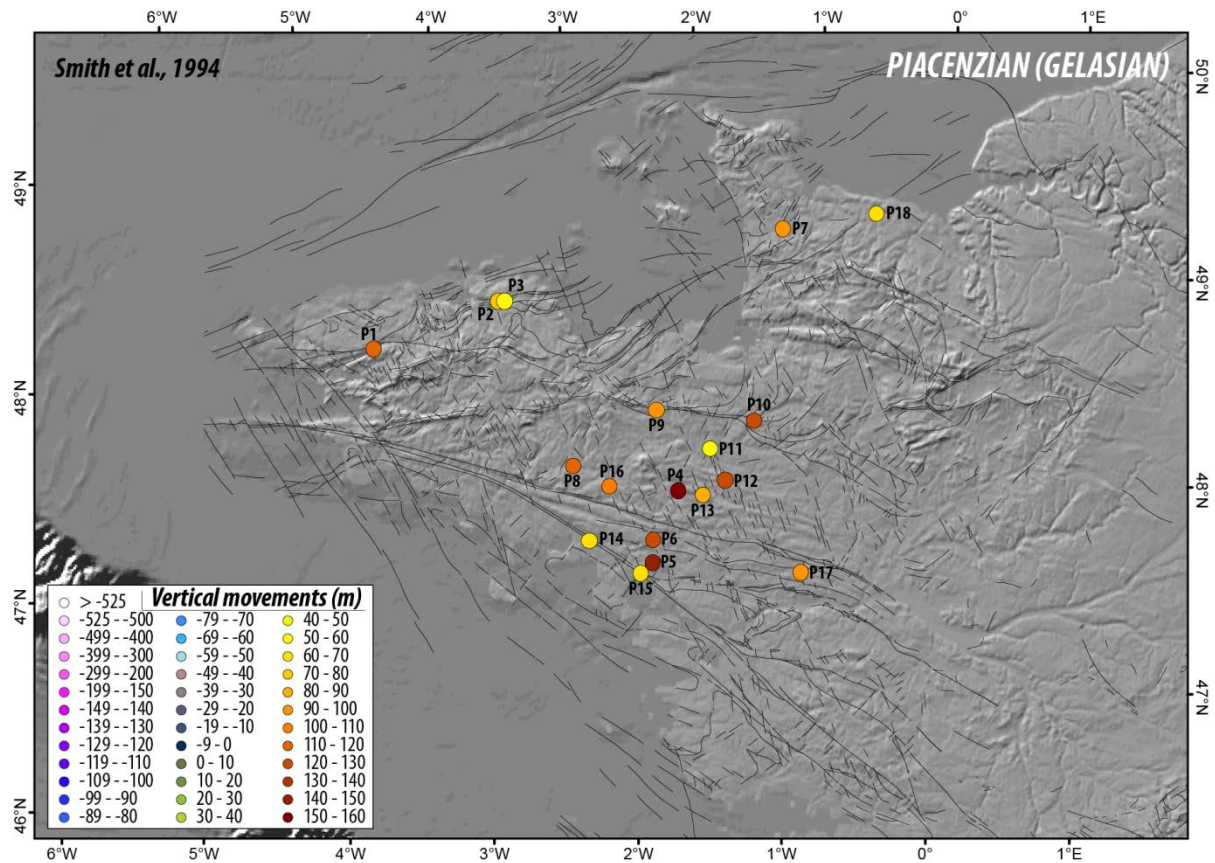 6°W 5°W 4°W 3°W 2°W 1°W 0° 1°E
Smith et al., 1994
PIACENZIAN (GELASIAN)
50°N
49°N
P18
P7
P3
P2
49°N
P1
48°N
P10
P9
P11
P16 P4 P12
P8
48°N
P13
P14 P6
P5
P17
P15
47°N
Vertical movements (m)
> -525
-525 - -500
-499 - -400
-399 - -300
-299 - -200
-199 - -150
-149 - -140
-139 - -130
-129 - -120
-119 - -110
-109 - -100
-99 - -90
-89 - -80
-79 - -70
-69 - -60
-59 - -50
-49 - -40
-39 - -30
-29 - -20
-19 - -10
-9 - 0
0 - 10
10 - 20
20 - 30
30 - 40
40 - 50
50 - 60
60 - 70
70 - 80
80 - 90
90 - 100
100 - 110
110 - 120
120 - 130
130 - 140
140 - 150
150 - 160
47°N
46°N
6°W 5°W 4°W 3°W 2°W 1°W 0° 1°E